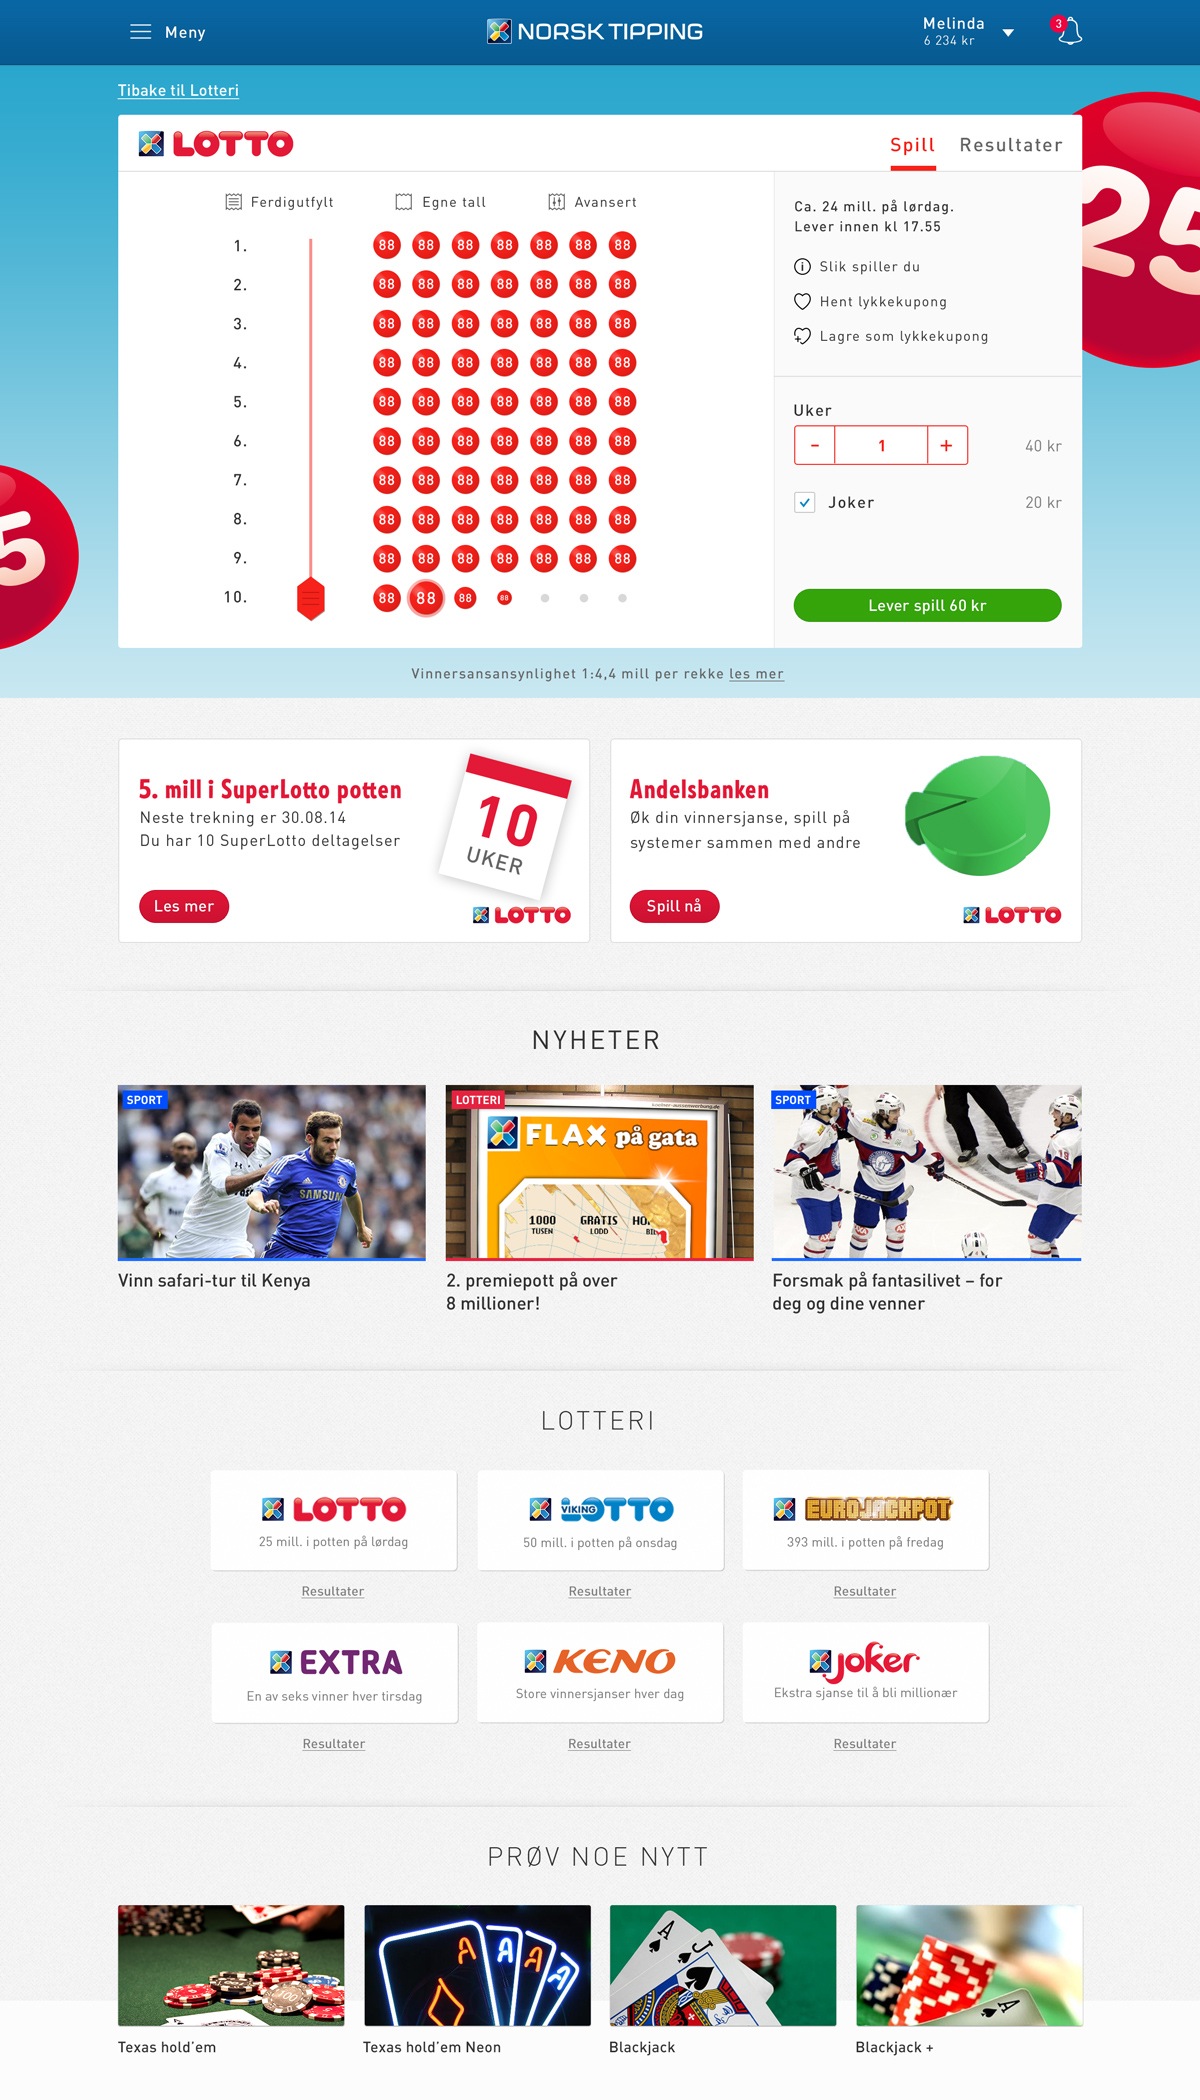 Meny
NORSK TIPPING
Melinda
6 234 kr
3
Tibake til Lotteri
LOTTO
Spill
Resultater
Ferdigutfylt
Egne tall
Avansert
1. 88 88 88 88 88 88 88
2. 88 88 88 88 88 88 88
3. 88 88 88 88 88 88 88
4. 88 88 88 88 88 88 88
5. 88 88 88 88 88 88 88
6. 88 88 88 88 88 88 88
7. 88 88 88 88 88 88 88
8. 88 88 88 88 88 88 88
9. 88 88 88 88 88 88 88
10. 88 88 88 88
Ca. 24 mill. på lørdag.
Lever innen kl 17.55
Slik spiller du
Hent lykkekupong
Lagre som lykkekupong
Uker
- 1 +
40 kr
Joker
20 kr
Lever spill 60 kr
25
5
Vinnersansansynlighet 1:4,4 mill per rekke les mer
5. mill i SuperLotto potten
Neste trekning er 30.08.14
Du har 10 SuperLotto deltagelser
10
UKER
Les mer
LOTTO
Andelsbanken
Øk din vinnersjanse, spill på
systemer sammen med andre
Spill nå
LOTTO
NYHETER
SPORT
SAMSUNG
Vinn safari-tur til Kenya
LOTTERI
FLAX på gata
1000
TUSEN
GRATIS
LODD
2. premiepott på over
8 millioner!
SPORT
Forsmak på fantasilivet – for
deg og dine venner
LOTTERI
LOTTO
25 mill. i potten på lørdag
Resultater
VIKING LOTTO
50 mill. i potten på onsdag
Resultater
EUROJACKPOT
393 mill. i potten på fredag
Resultater
EXTRA
En av seks vinner hver tirsdag
Resultater
KENO
Store vinnersjanser hver dag
Resultater
joker
Ekstra sjanse til å bli millionær
Resultater
PRØV NOE NYTT
Texas hold'em
A A A A
Texas hold'em Neon
A J
Blackjack
A
Blackjack +